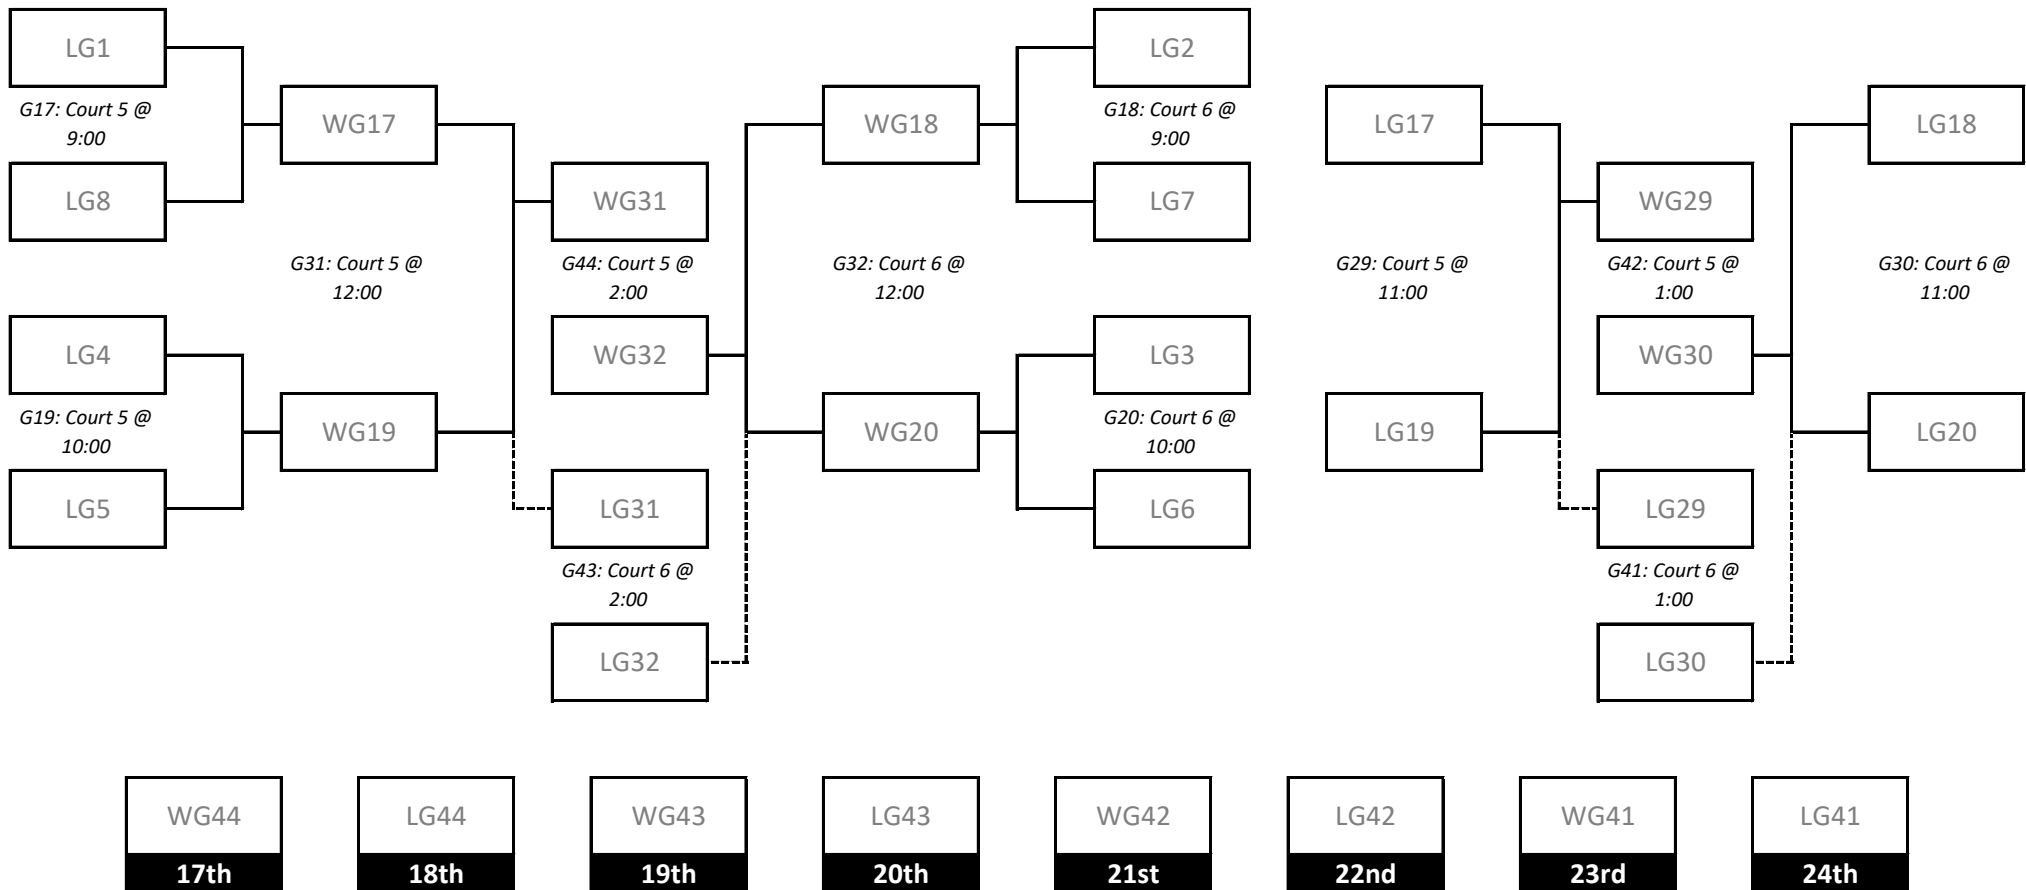 LG1
G17: Court 5 @
9:00
LG8
WG17
G31: Court 5 @
12:00
LG4
G19: Court 5 @
10:00
LG5
WG19
WG31
G44: Court 5 @
2:00
WG32
LG31
G43: Court 6 @
2:00
LG32
WG18
G32: Court 6 @
12:00
WG20
LG2
G18: Court 6 @
9:00
LG7
LG3
G20: Court 6 @
10:00
LG6
LG17
G29: Court 5 @
11:00
LG19
WG29
G42: Court 5 @
1:00
WG30
LG29
G41: Court 6 @
1:00
LG30
LG18
G30: Court 6 @
11:00
LG20
WG44
17th
LG44
18th
WG43
19th
LG43
20th
WG42
21st
LG42
22nd
WG41
23rd
LG41
24th